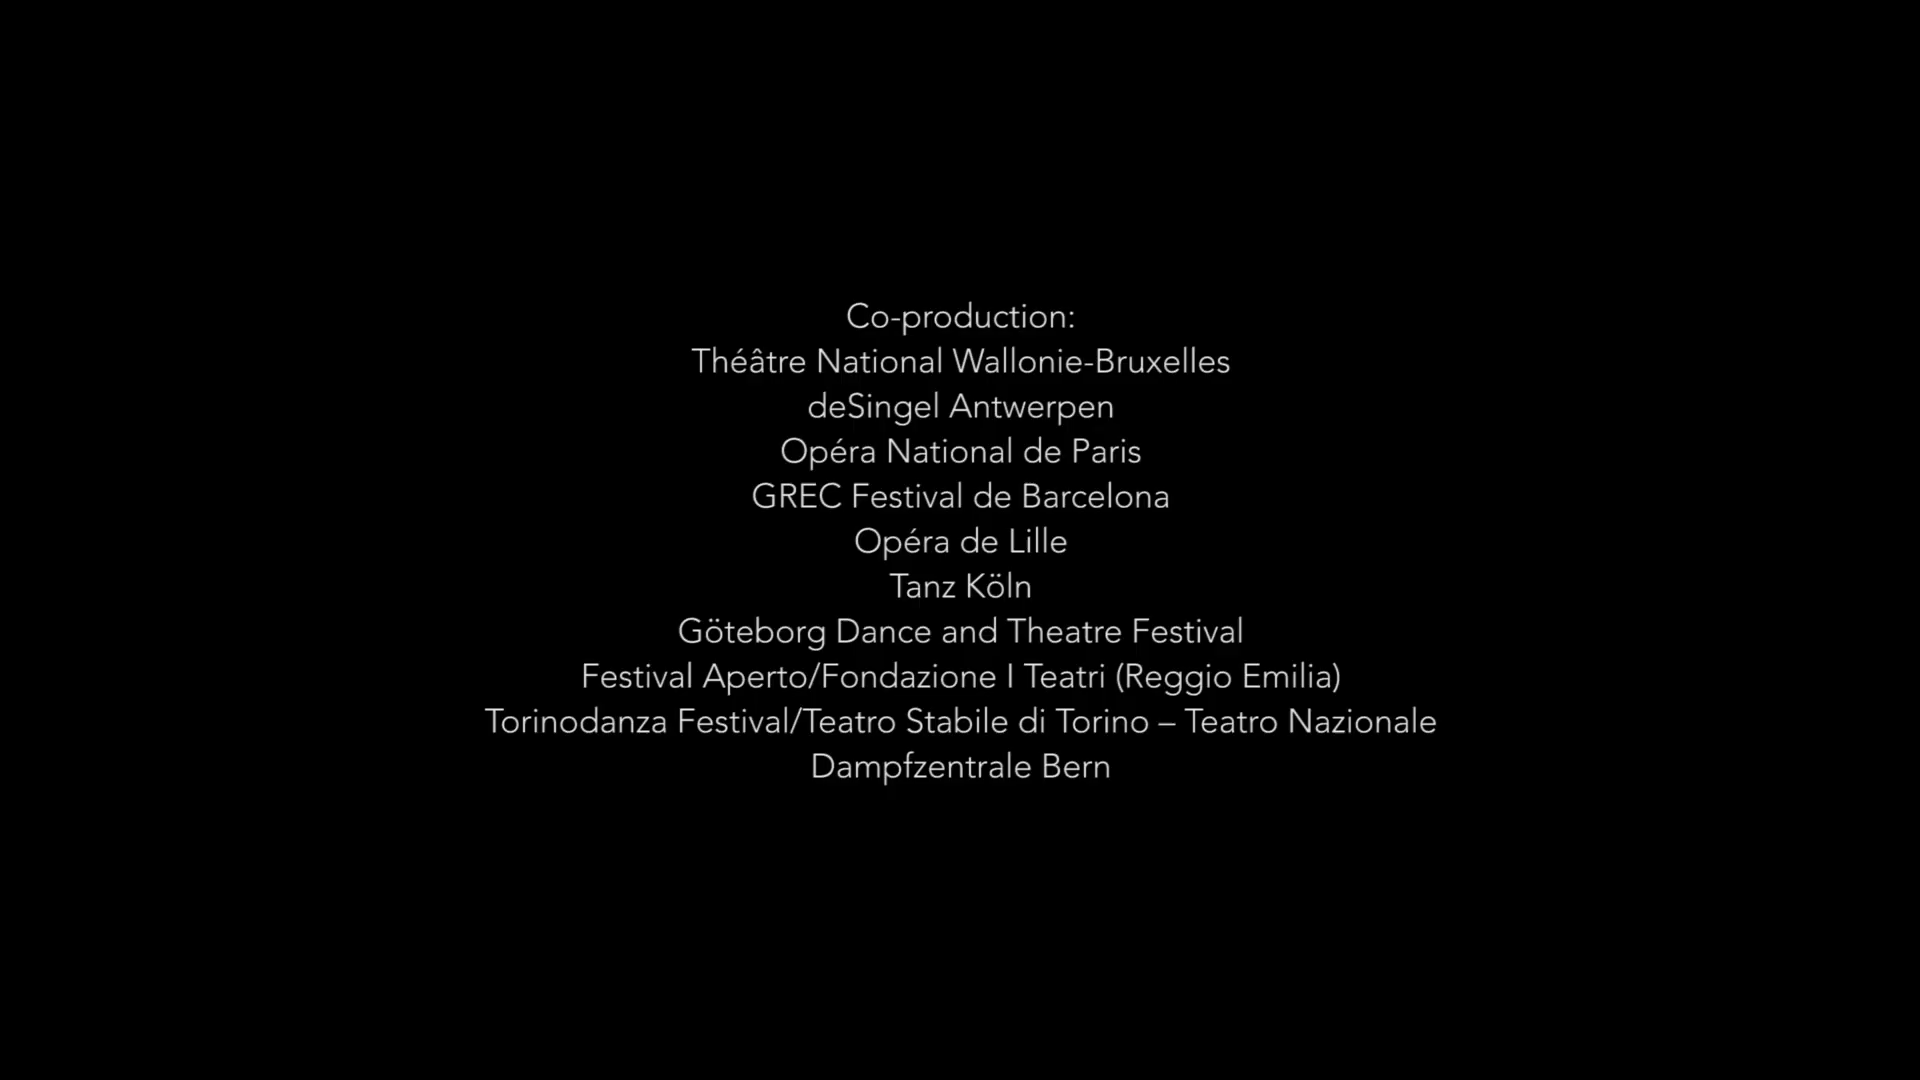 Co-production:
Théâtre National Wallonie-Bruxelles
deSingel Antwerpen
Opéra National de Paris
GREC Festival de Barcelona
Opéra de Lille
Tanz Köln
Göteborg Dance and Theatre Festival
Festival Aperto/Fondazione I Teatri (Reggio Emilia)
Torinodanza Festival/Teatro Stabile di Torino – Teatro Nazionale
Dampfzentrale Bern